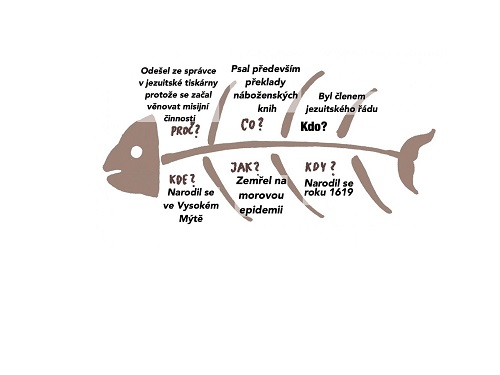 Odešel ze správce
v jezuitské tiskárny
protože se začal
věnovat misijní
činnosti
PROČ?
Psal především
překlady
náboženských
knih
CO?
Byl členem
jezuitského řádu
Kdo?
KDE?
Narodil se
ve Vysokém
Mýtě
JAK?
Zemřel na
morovou
epidemii
KDY?
Narodil se
roku 1619